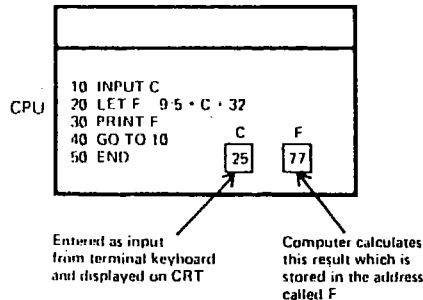 10 INPUT C
20 LET F 9·5 * C · 32
30 PRINT F
40 GO TO 10
50 END
CPU
C F
25 77
Entered as input
from terminal keyboard
and displayed on CRT
Computer calculates
this result which is
stored in the address
called F